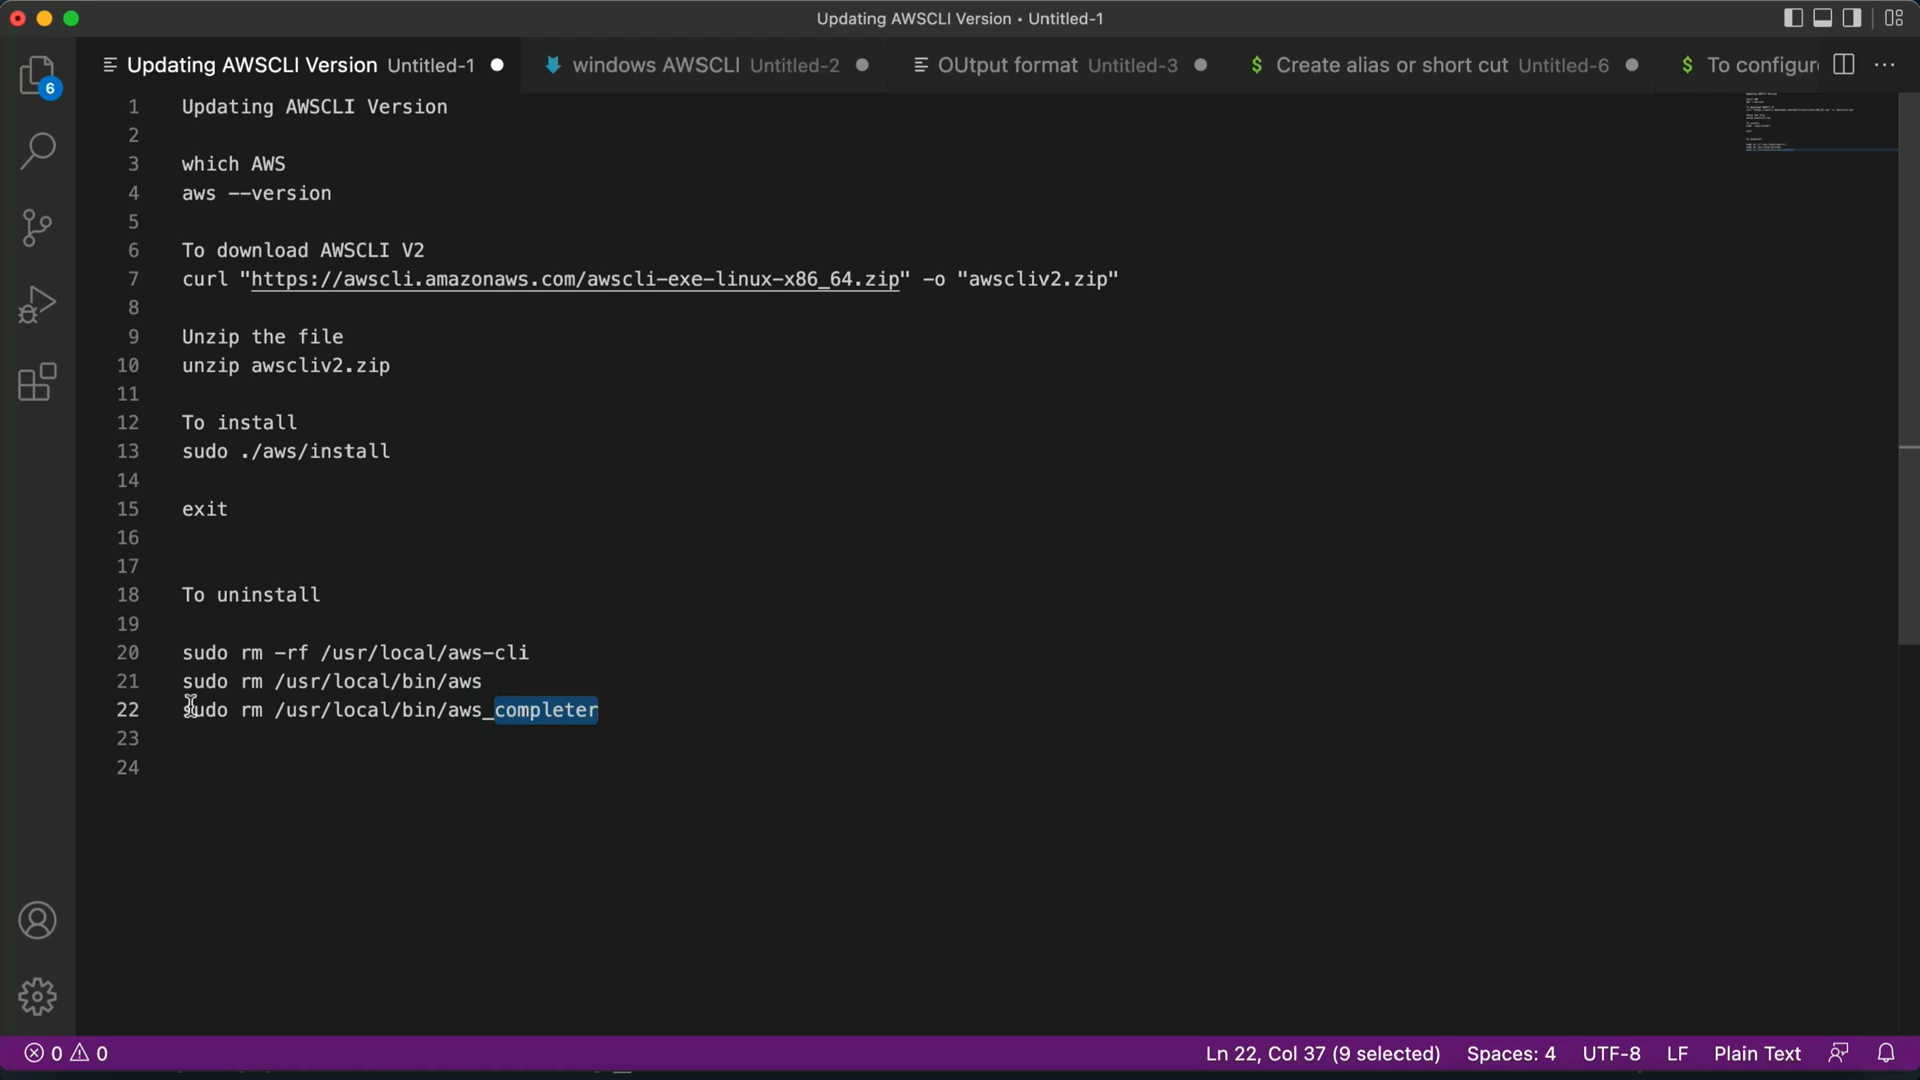 Updating AWSCLI Version • Untitled-1
Updating AWSCLI Version Untitled-1
windows AWSCLI Untitled-2
OUtput format Untitled-3
$ Create alias or short cut Untitled-6
$ To configur
6
1 Updating AWSCLI Version
2
3 which AWS
4 aws --version
5
6 To download AWSCLI V2
7 curl "https://awscli.amazonaws.com/awscli-exe-linux-x86_64.zip" -o "awscliv2.zip"
8
9 Unzip the file
10 unzip awscliv2.zip
11
12 To install
13 sudo ./aws/install
14
15 exit
16
17
18 To uninstall
19
20 sudo rm -rf /usr/local/aws-cli
21 sudo rm /usr/local/bin/aws
22 sudo rm /usr/local/bin/aws_completer
23
24
0 0
Ln 22, Col 37 (9 selected) Spaces: 4 UTF-8 LF Plain Text